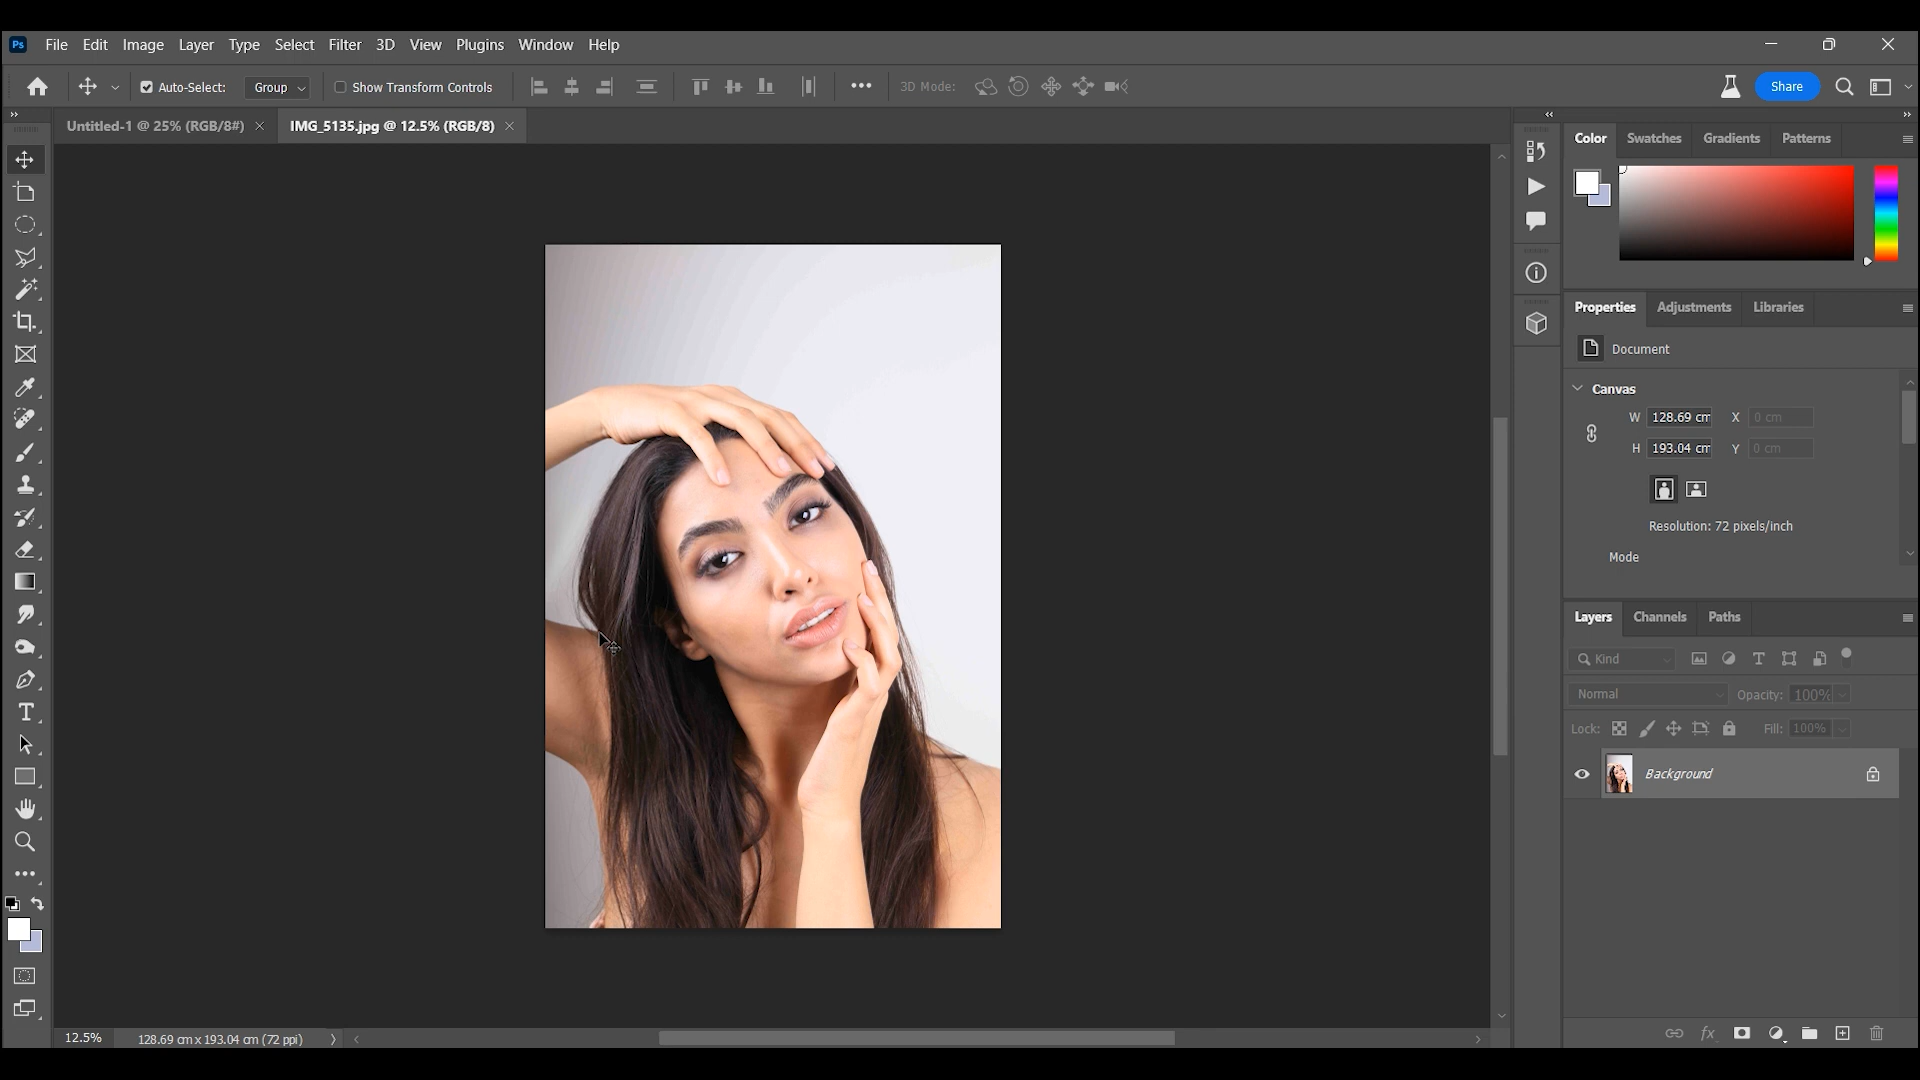 Ps File Edit Image Layer Type Select Filter 3D View Plugins Window Help
Auto-Select: Group Show Transform Controls 3D Mode: Share
Untitled-1 @ 25% (RGB/8#) IMG_5135.jpg @ 12.5% (RGB/8)
Color Swatches Gradients Patterns
Properties Adjustments Libraries
Document
Canvas
W 128.69 cm X 0 cm
H 193.04 cm Y 0 cm
Resolution: 72 pixels/inch
Mode
Layers Channels Paths
Kind
Normal Opacity: 100%
Lock: Fill: 100%
Background
fx
12.5% 128.69 cm x 193.04 cm (72 ppi)